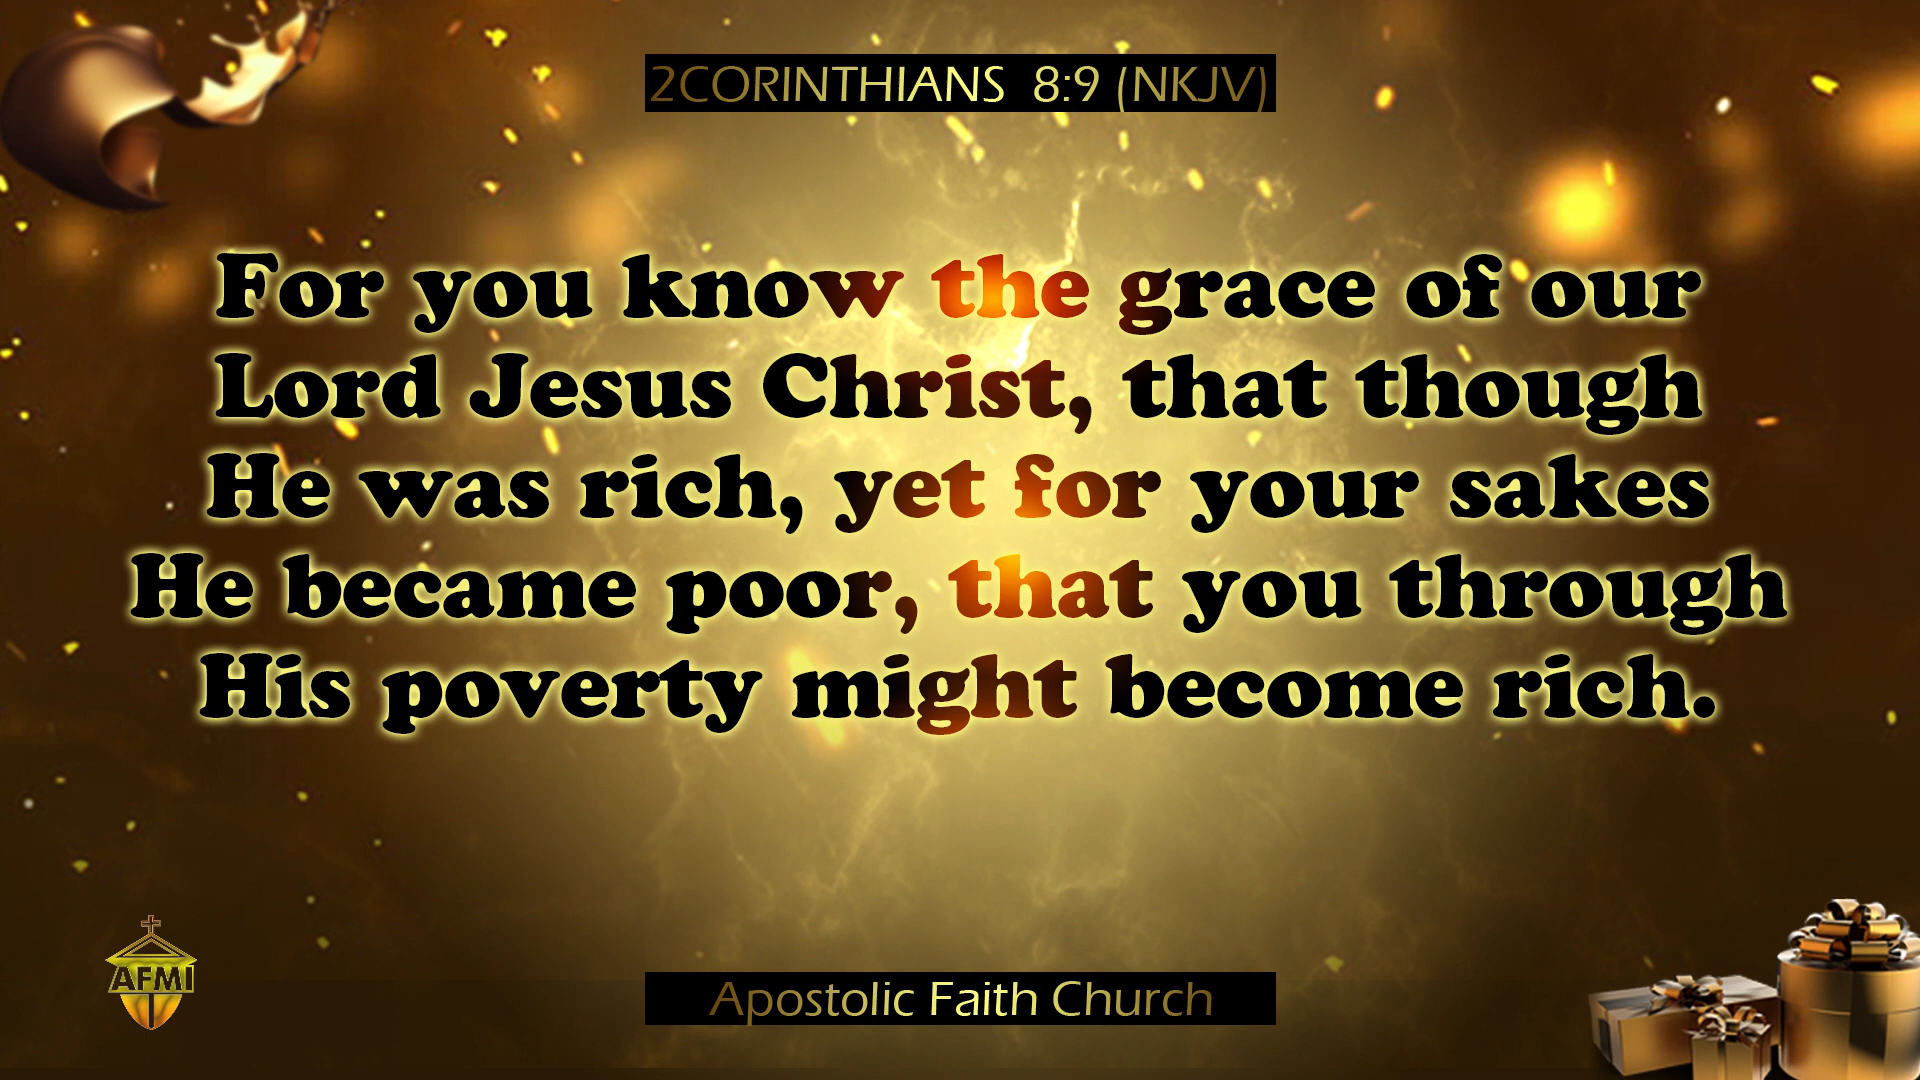 2CORINTHIANS 8:9 (NKJV)
For you know the grace of our
Lord Jesus Christ, that though
He was rich, yet for your sakes
He became poor, that you through
His poverty might become rich.
AFMI
Apostolic Faith Church